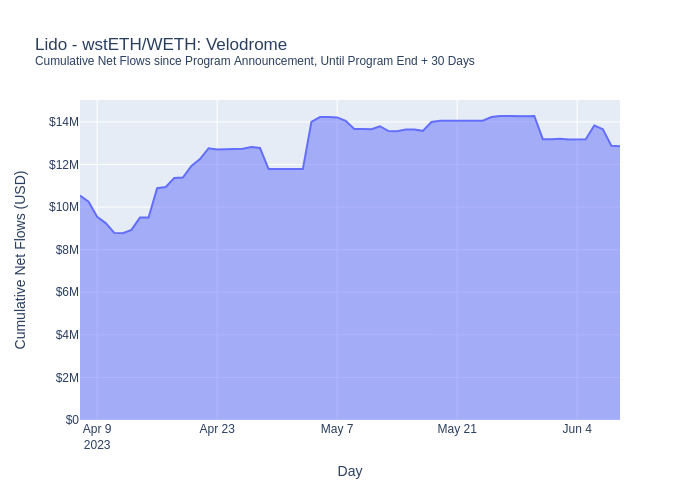 Lido - wstETH/WETH: Velodrome
Cumulative Net Flows since Program Announcement, Until Program End + 30 Days
Cumulative Net Flows (USD)
$14M
$12M
$10M
$8M
$6M
$4M
$2M
$0
Apr 9
2023
Apr 23
May 7
May 21
Jun 4
Day